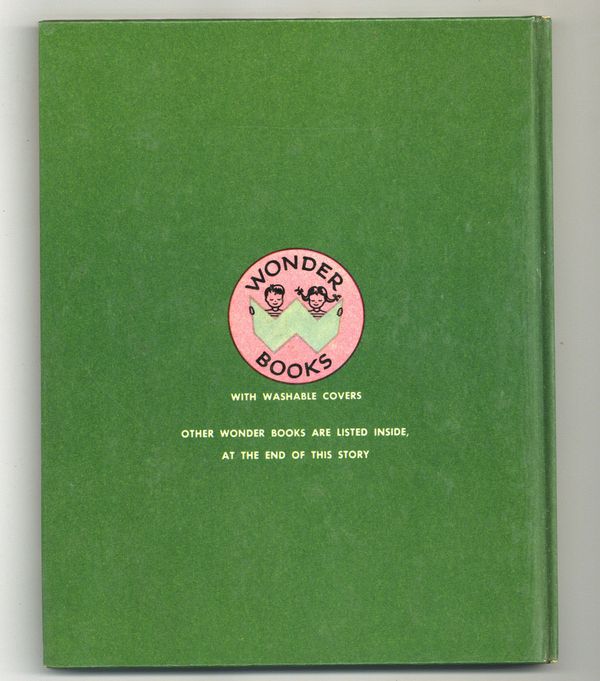 WONDER
BOOKS
WITH WASHABLE COVERS
OTHER WONDER BOOKS ARE LISTED INSIDE,
AT THE END OF THIS STORY